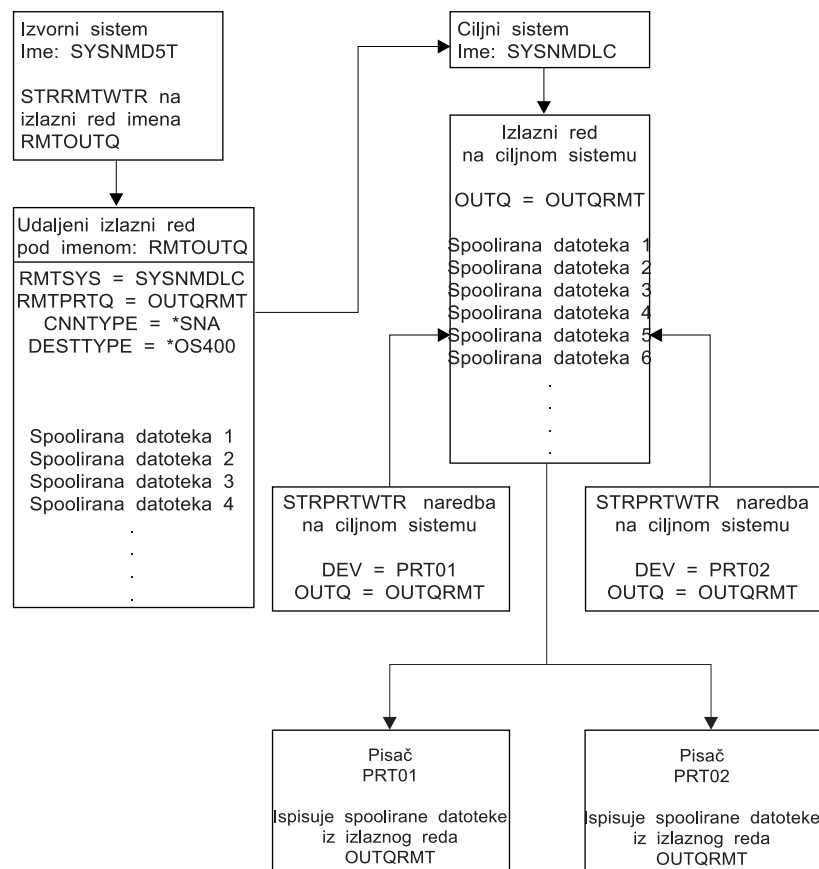 Izvorni sistem
Ime: SYSNMD5T
STRRMTWTR na
izlazni red imena
RMTOUTQ
Udaljeni izlazni red
pod imenom: RMTOUTQ
RMTSYS = SYSNMDLC
RMTPRTQ = OUTQRMT
CNNTYPE = *SNA
DESTTYPE = *OS400
Spoolirana datoteka 1
Spoolirana datoteka 2
Spoolirana datoteka 3
Spoolirana datoteka 4
.
.
.
.
Ciljni sistem
Ime: SYSNMDLC
Izlazni red
na ciljnom sistemu
OUTQ = OUTQRMT
Spoolirana datoteka 1
Spoolirana datoteka 2
Spoolirana datoteka 3
Spoolirana datoteka 4
Spoolirana datoteka 5
Spoolirana datoteka 6
.
.
.
.
STRPRTWTR naredba
na ciljnom sistemu
DEV = PRT01
OUTQ = OUTQRMT
STRPRTWTR naredba
na ciljnom sistemu
DEV = PRT02
OUTQ = OUTQRMT
Pisač
PRT01
Ispisuje spoolirane datoteke
iz izlaznog reda
OUTQRMT
Pisač
PRT02
Ispisuje spoolirane datoteke
iz izlaznog reda
OUTQRMT